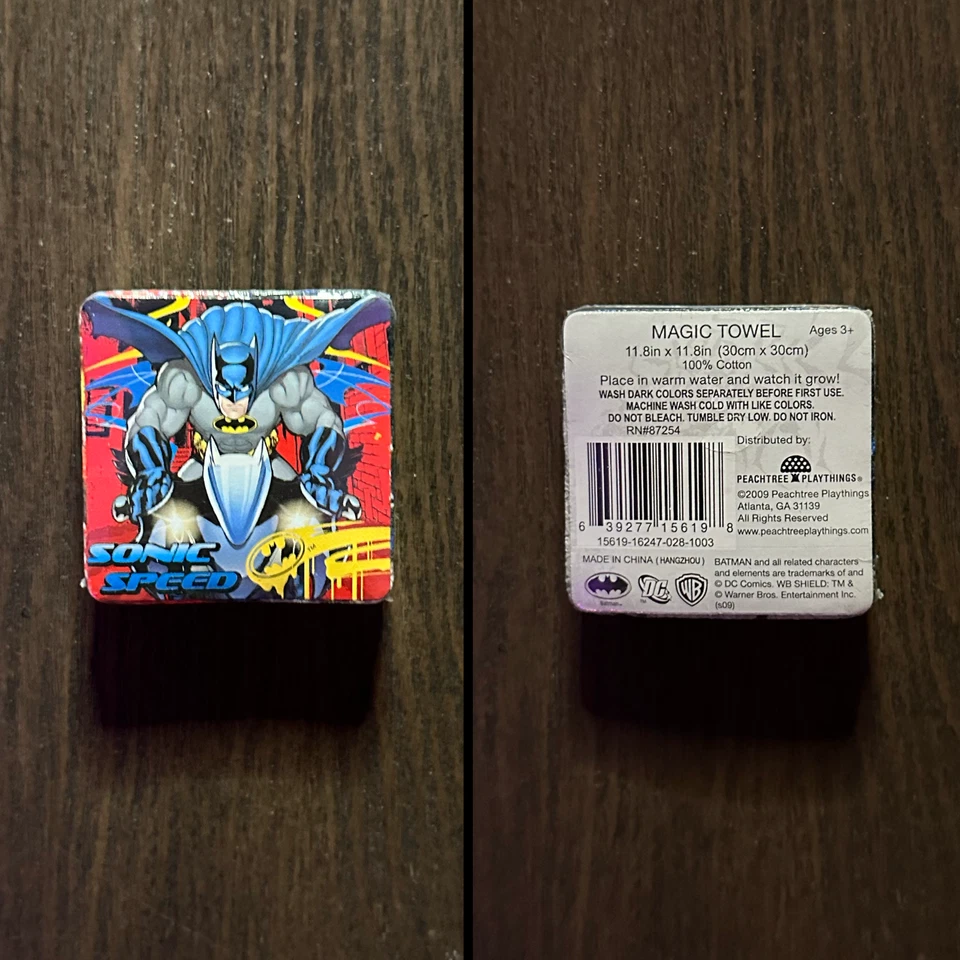 SONIC
SPEED
TM
MAGIC TOWEL
Ages 3+
11.8in x 11.8in (30cm x 30cm)
100% Cotton
Place in warm water and watch it grow!
WASH DARK COLORS SEPARATELY BEFORE FIRST USE.
MACHINE WASH COLD WITH LIKE COLORS.
DO NOT BLEACH. TUMBLE DRY LOW. DO NOT IRON.
RN#87254
6 39277 15619 8
15619-16247-028-1003
Distributed by:
PEACHTREE PLAYTHINGS®
©2009 Peachtree Playthings
Atlanta, GA 31139
All Rights Reserved
www.peachtreeplaythings.com
MADE IN CHINA (HANGZHOU)
Batman
TM
DC
WB
BATMAN and all related characters
and elements are trademarks of and
© DC Comics. WB SHIELD: TM &
© Warner Bros. Entertainment Inc.
(s09)